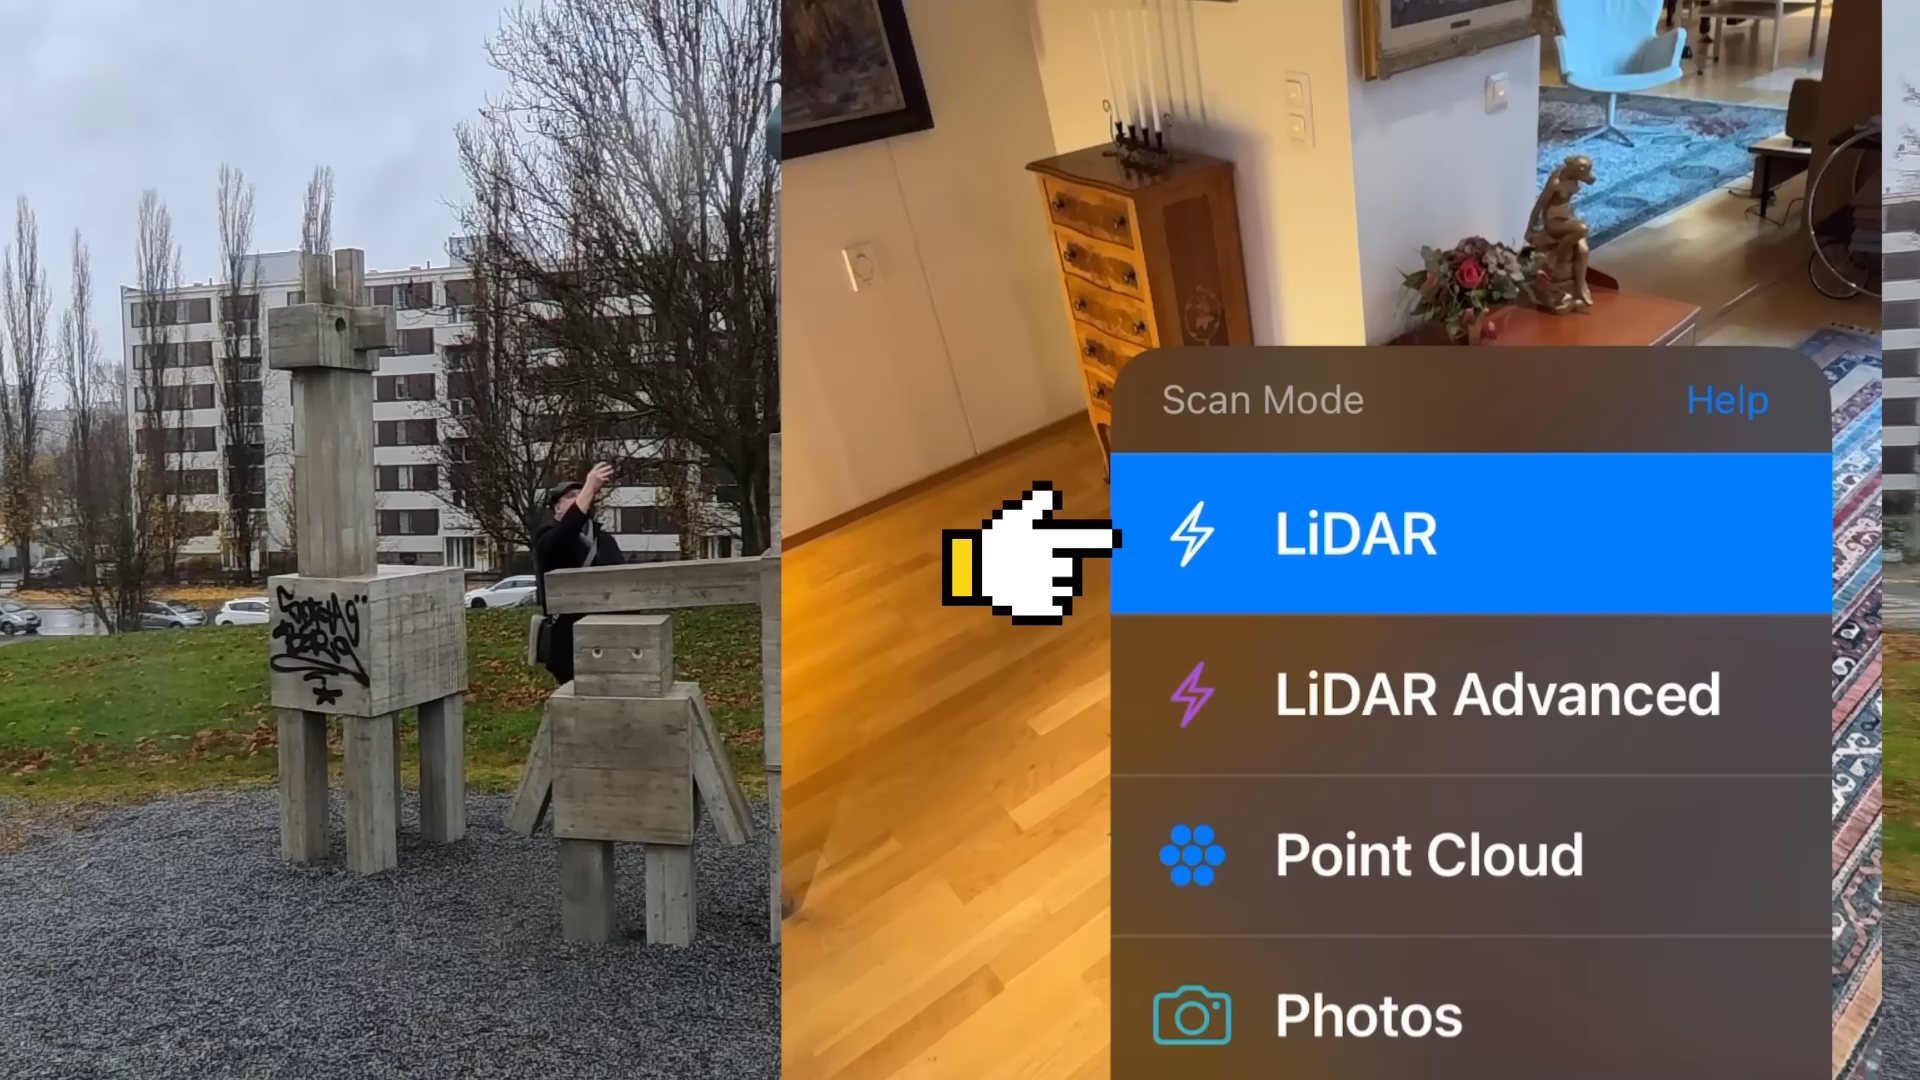 Scan Mode
Help
LiDAR
LiDAR Advanced
Point Cloud
Photos